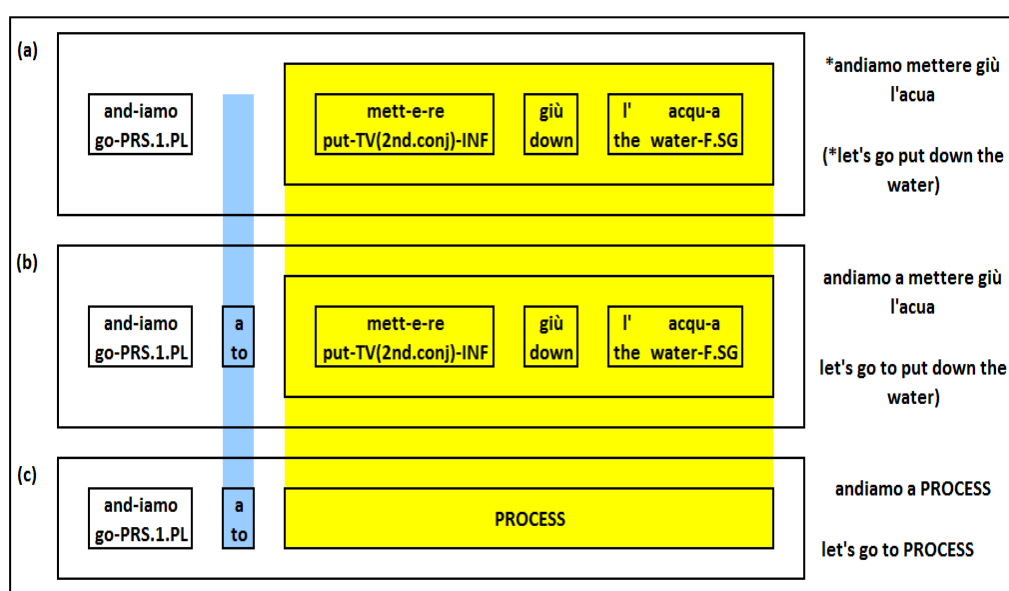 (a)
and-iamo mett-e-re giù l' acqu-a
go-PRS.1.PL put-TV(2nd.conj)-INF down the water-F.SG
*andiamo mettere giù
l'acua
(*let's go put down the
water)
(b)
and-iamo a mett-e-re giù l' acqu-a
go-PRS.1.PL to put-TV(2nd.conj)-INF down the water-F.SG
andiamo a mettere giù
l'acua
let's go to put down the
water)
(c)
and-iamo a
go-PRS.1.PL to
PROCESS
andiamo a PROCESS
let's go to PROCESS